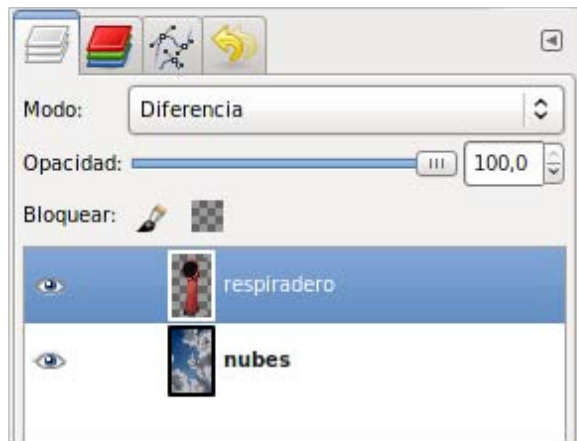 Modo: Diferencia
Opacidad: 100,0
Bloquear:
respiradero
nubes